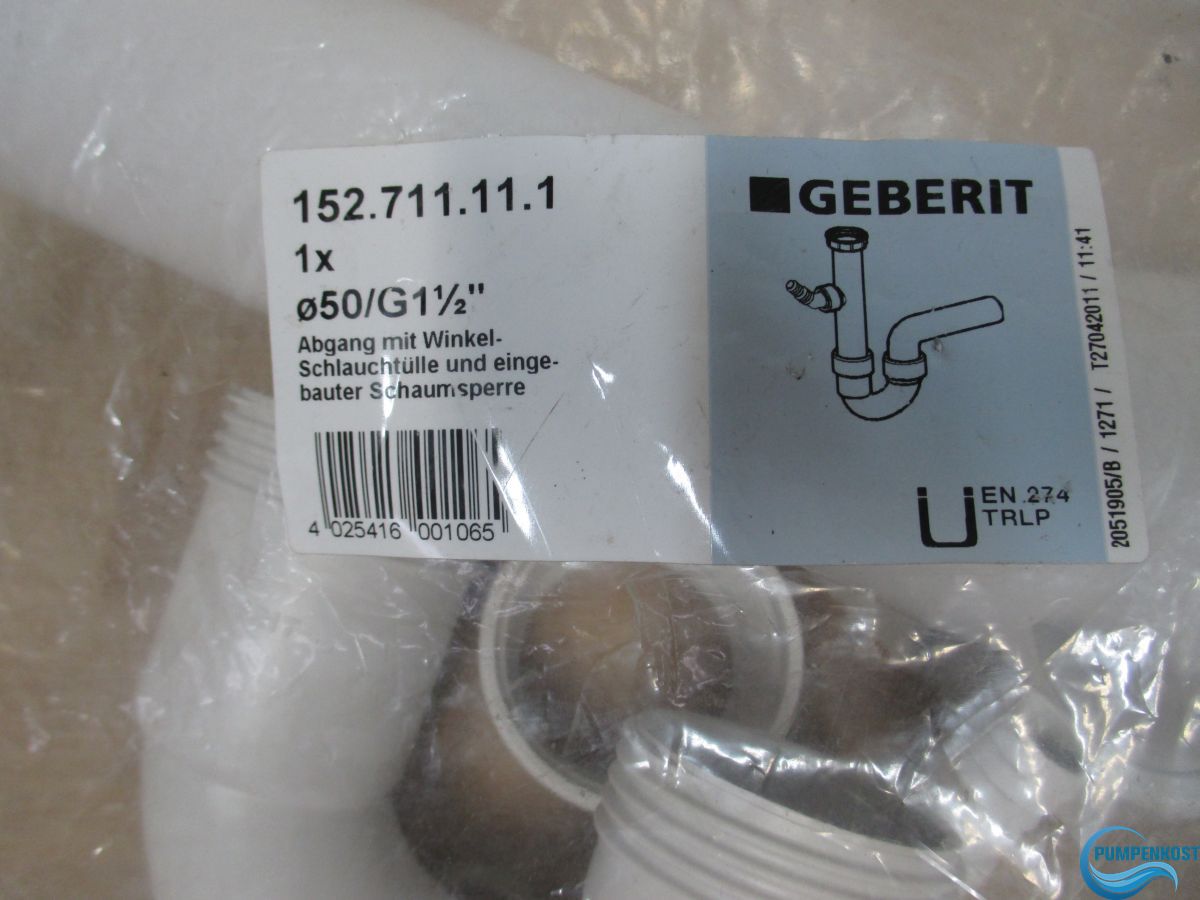 152.711.11.1
1x
ø50/G1½"
Abgang mit Winkel-
Schlauchtülle und einge-
bauter Schaumsperre
4 025416 001065
GEBERIT
EN 274
TRLP
2051905/B / 1271 / T27042011 / 11:41
PUMPENKOST